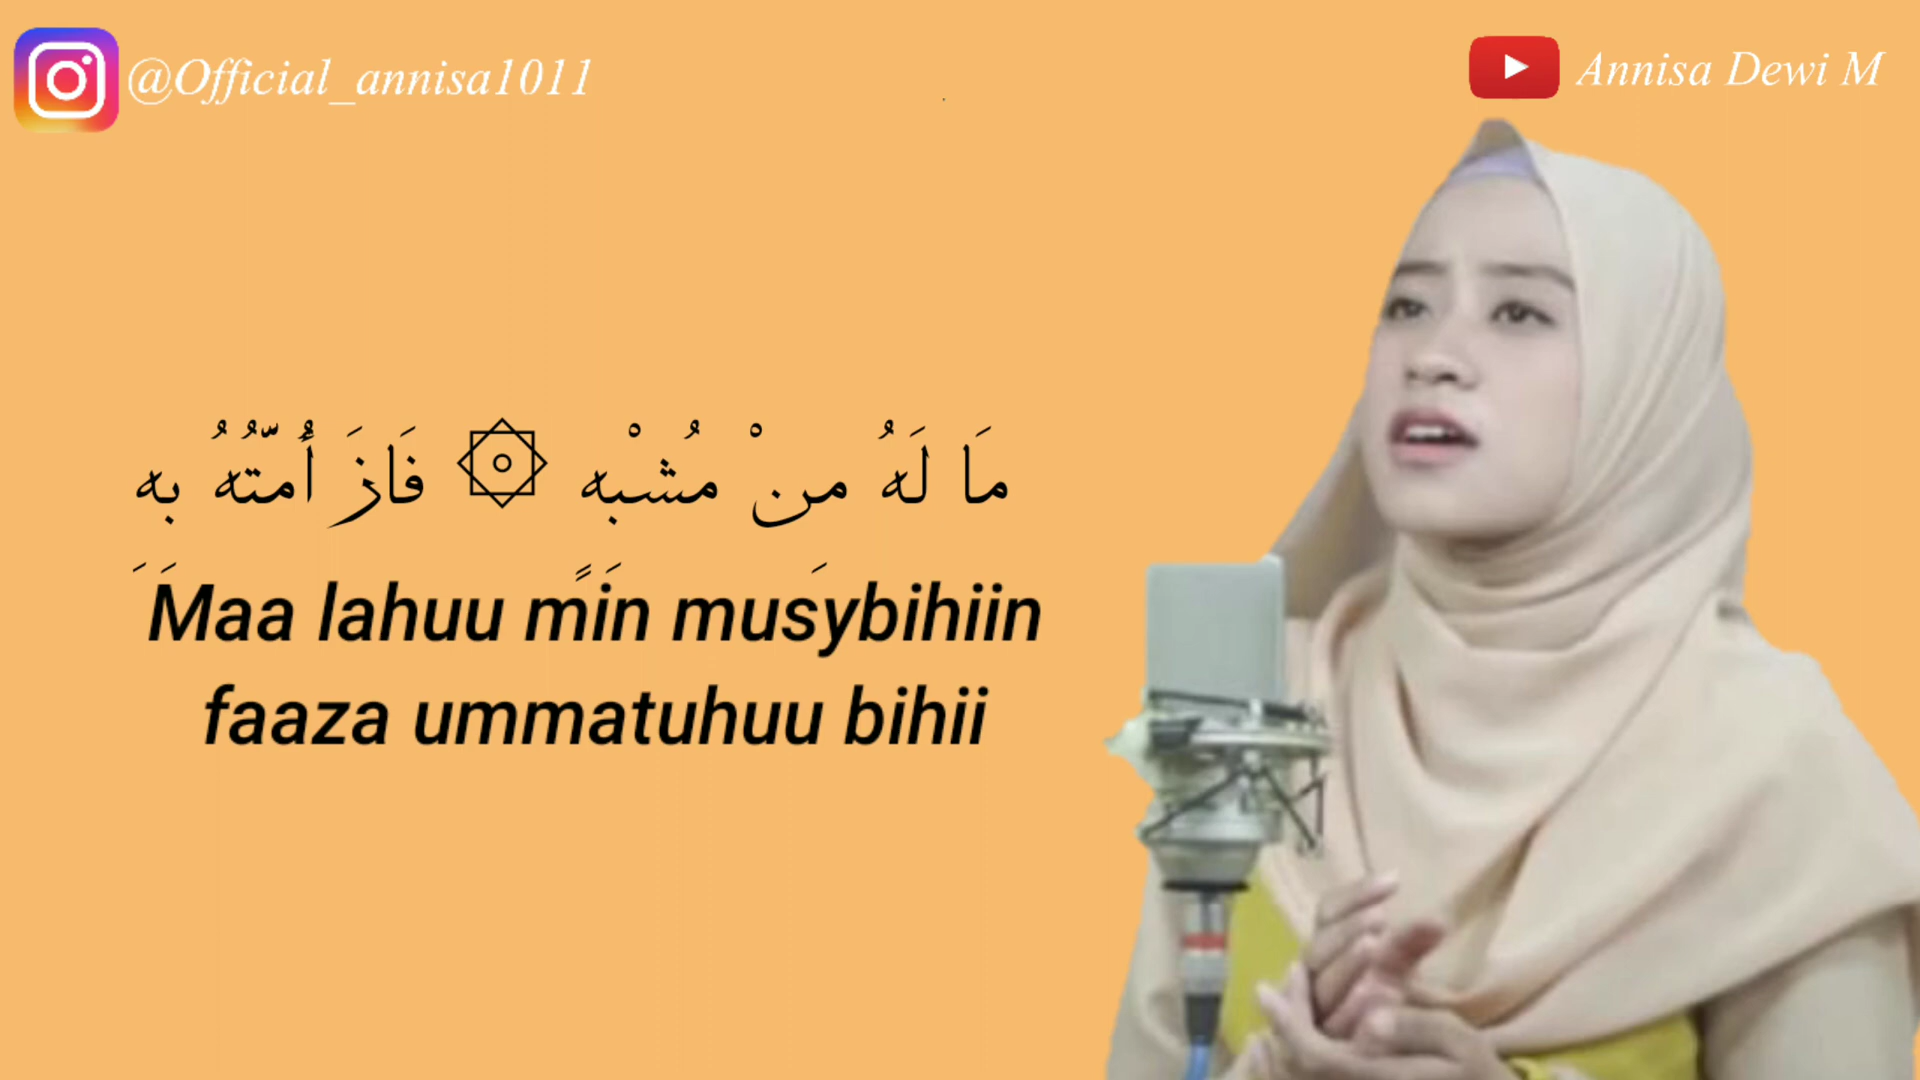 @Official_annisa1011
Annisa Dewi M
مَا لَهُ مِنْ مُشْبِهٍ ۞ فَازَ أُمَّتُهُ بِهِ
Maa lahuu min musybihiin
faaza ummatuhuu bihii